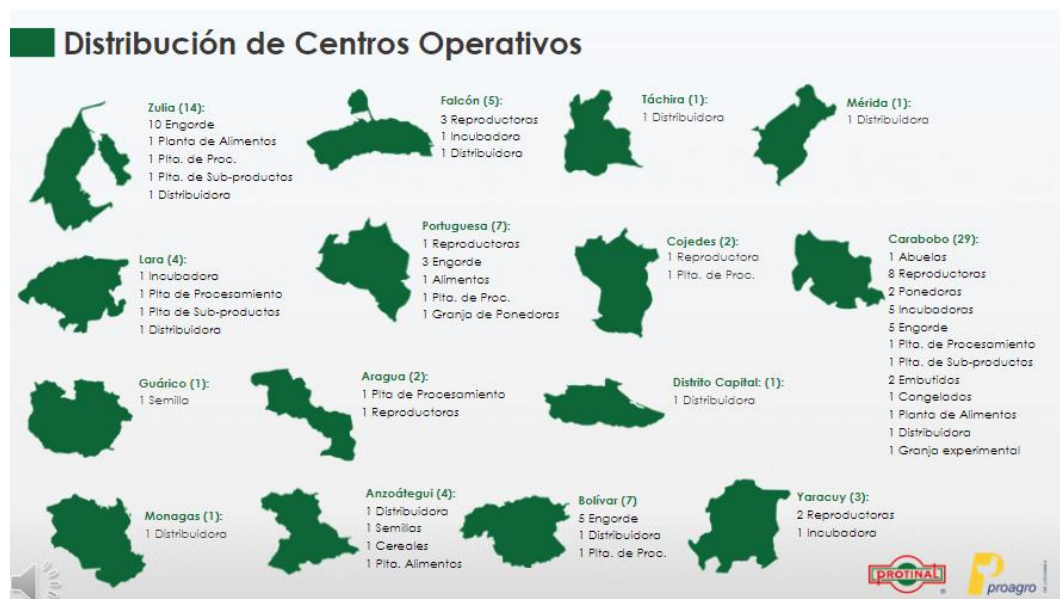 Distribución de Centros Operativos
Zulia (14):
10 Engorde
1 Planta de Alimentos
1 Plta. de Proc.
1 Plta. de Sub-productos
1 Distribuidora
Falcón (5):
3 Reproductoras
1 Incubadora
1 Distribuidora
Táchira (1):
1 Distribuidora
Mérida (1):
1 Distribuidora
Lara (4):
1 Incubadora
1 Plta de Procesamiento
1 Plta de Sub-productos
1 Distribuidora
Portuguesa (7):
1 Reproductoras
3 Engorde
1 Alimentos
1 Plta. de Proc.
1 Granja de Ponedoras
Cojedes (2):
1 Reproductora
1 Plto. de Proc.
Carabobo (29):
1 Abuelas
8 Reproductoras
2 Ponedoras
5 Incubadoras
5 Engorde
1 Plta. de Procesamiento
1 Plta. de Sub-productos
2 Embutidos
1 Congelados
1 Planta de Alimentos
1 Distribuidora
1 Granja experimental
Guárico (1):
1 Semilla
Aragua (2):
1 Plta de Procesamiento
1 Reproductoras
Distrito Capital: (1):
1 Distribuidora
Monagas (1):
1 Distribuidora
Anzoátegui (4):
1 Distribuidora
1 Semillas
1 Cereales
1 Plta. Alimentos
Bolívar (7)
5 Engorde
1 Distribuidora
1 Plta. de Proc.
Yaracuy (3):
2 Reproductoras
1 Incubadora
PROTINAL
proagro